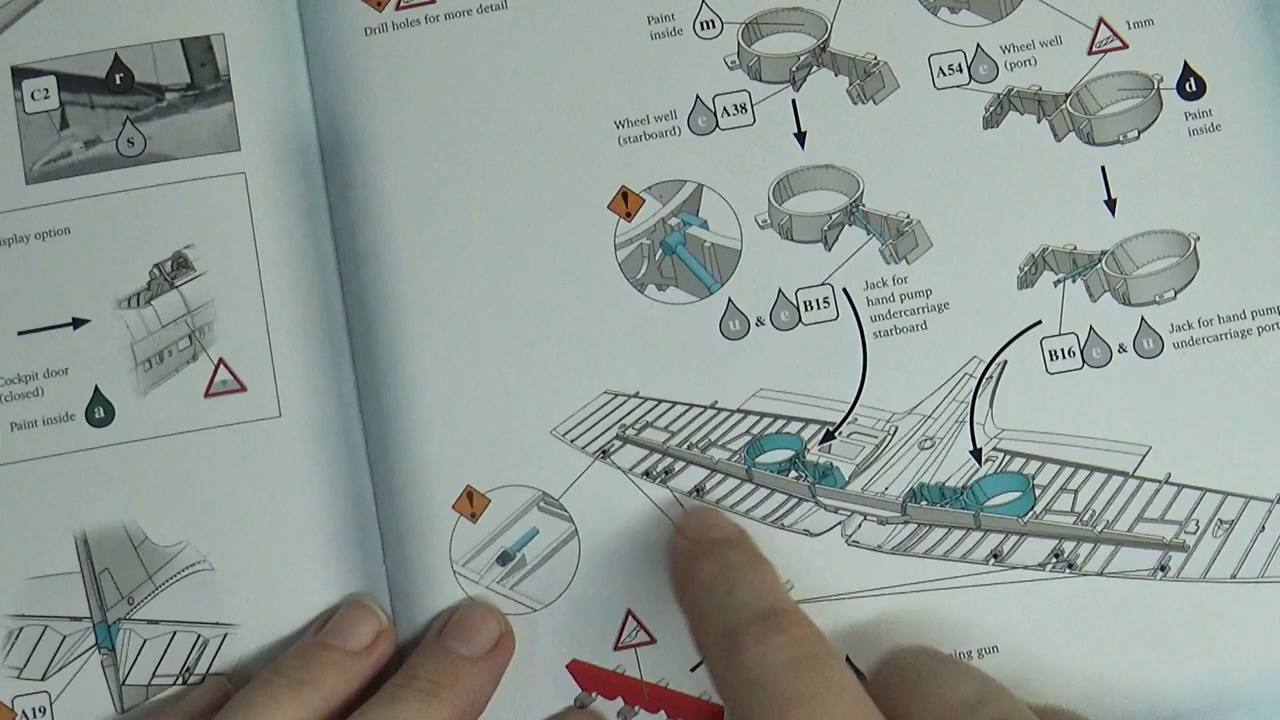 C2
r
s
isplay option
Cockpit door
(closed)
Paint inside
a
A19
Drill holes for more detail
Paint
inside
m
Wheel well
(starboard)
e
A38
u
&
e
B15
Jack for
hand pump
undercarriage
starboard
A54
e
Wheel well
(port)
1mm
d
Paint
inside
B16
e
&
u
Jack for hand pump
undercarriage port
ing gun